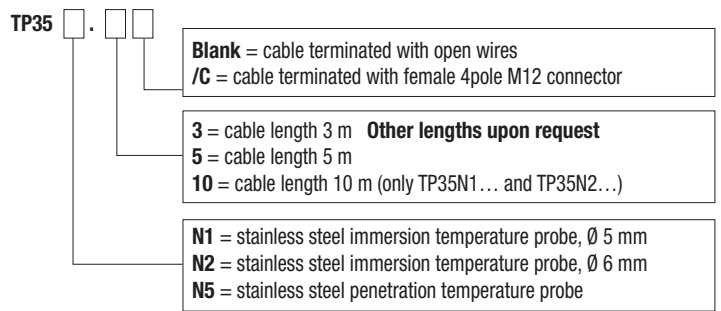 TP35 .
Blank = cable terminated with open wires
/C = cable terminated with female 4pole M12 connector
3 = cable length 3 m Other lengths upon request
5 = cable length 5 m
10 = cable length 10 m (only TP35N1… and TP35N2…)
N1 = stainless steel immersion temperature probe, Ø 5 mm
N2 = stainless steel immersion temperature probe, Ø 6 mm
N5 = stainless steel penetration temperature probe